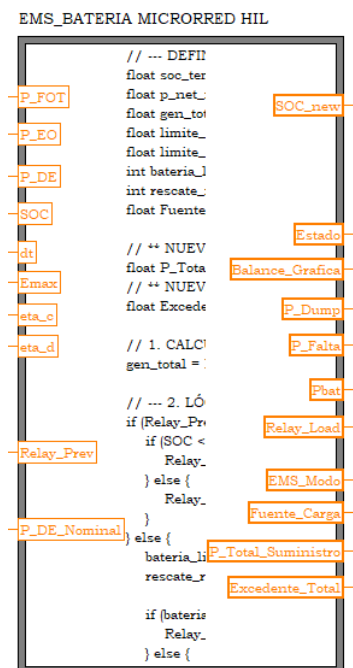 EMS_BATERIA MICRORRED HIL
// --- DEFIN
float soc_ter
float p_net_
float gen_tot
float limite_
float limite_
int bateria_l
int rescate_
float Fuente
// ** NUEV
float P_Tota
// ** NUEV
float Excede
// 1. CALCU
gen_total =
// --- 2. LÓ
if (Relay_Pre
if (SOC <
Relay_
} else {
Relay_
}
} else {
bateria_li
rescate_r
if (bateria
Relay_
} else {
P_FOT
P_EO
P_DE
SOC
dt
Emax
eta_c
eta_d
Relay_Prev
P_DE_Nominal
SOC_new
Estado
Balance_Grafica
P_Dump
P_Falta
Pbat
Relay_Load
EMS_Modo
Fuente_Carga
P_Total_Suministro
Excedente_Total